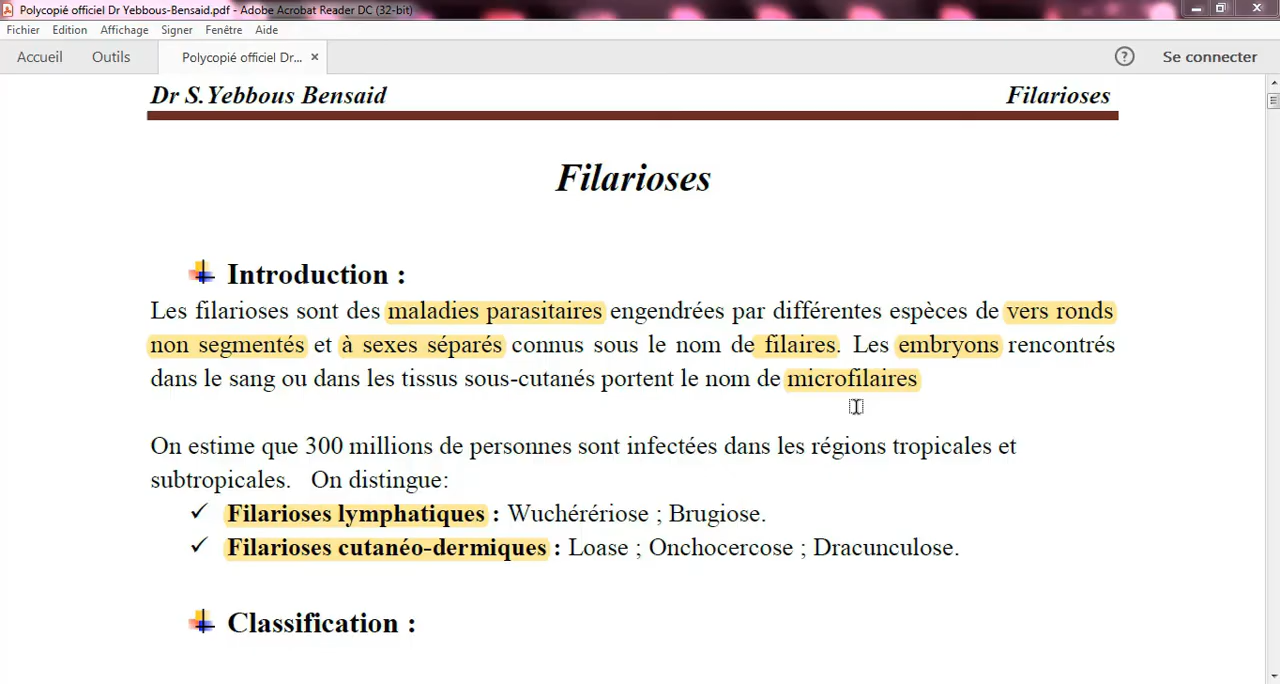 Polycopié officiel Dr Yebbous-Bensaid.pdf - Adobe Acrobat Reader DC (32-bit)
Fichier Edition Affichage Signer Fenêtre Aide
Accueil Outils Polycopié officiel Dr... × ? Se connecter
Dr S.Yebbous Bensaid Filarioses
Filarioses
Introduction :
Les filarioses sont des maladies parasitaires engendrées par différentes espèces de vers ronds
non segmentés et à sexes séparés connus sous le nom de filaires. Les embryons rencontrés
dans le sang ou dans les tissus sous-cutanés portent le nom de microfilaires
On estime que 300 millions de personnes sont infectées dans les régions tropicales et
subtropicales. On distingue:
✓ Filarioses lymphatiques : Wuchérériose ; Brugiose.
✓ Filarioses cutanéo-dermiques : Loase ; Onchocercose ; Dracunculose.
Classification :